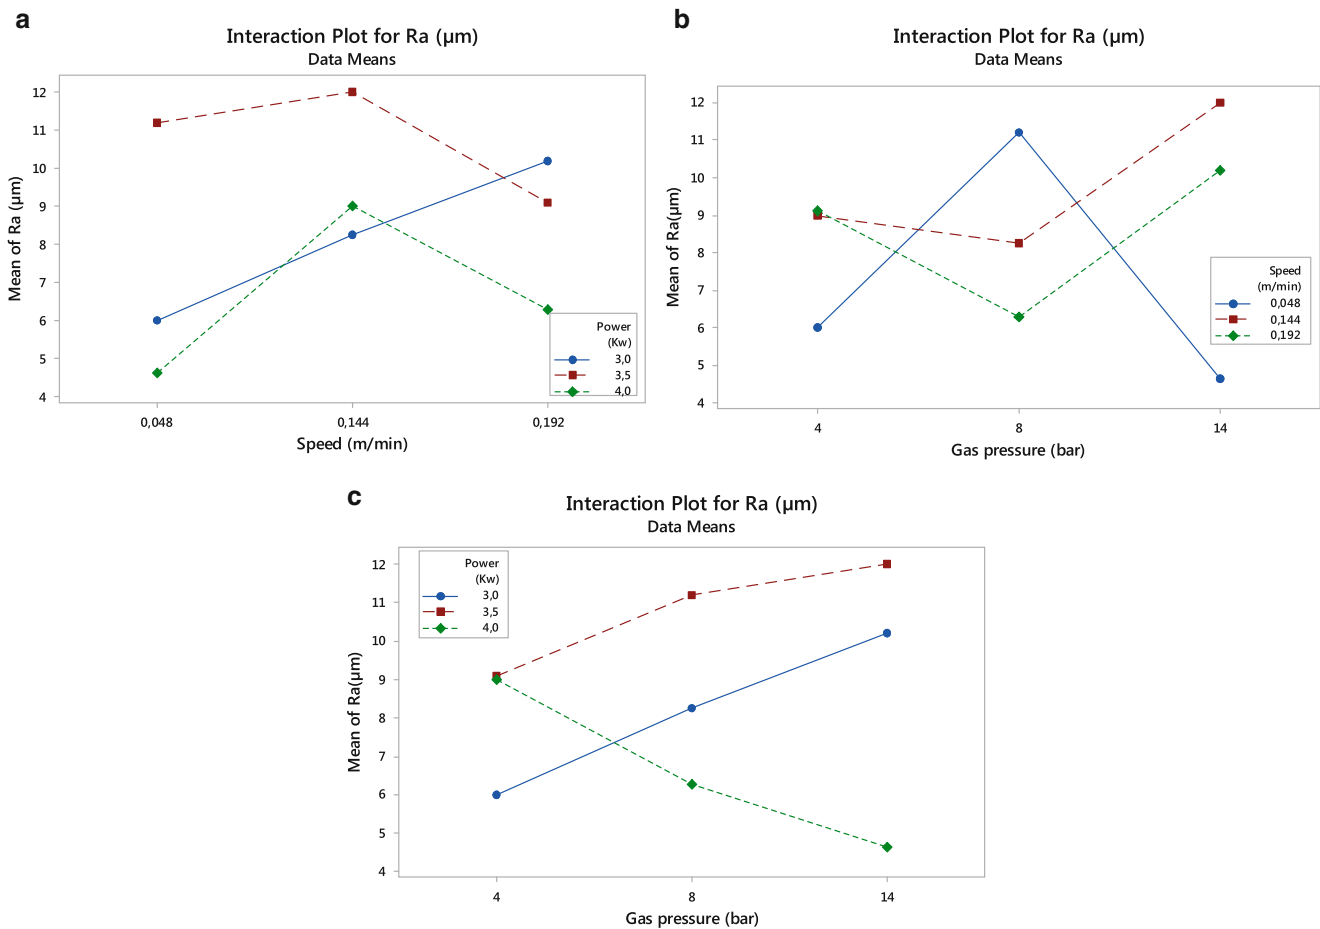 a
Interaction Plot for Ra (μm)
Data Means
12
11
10
9
8
7
6
5
4
Mean of Ra (μm)
0,048 0,144 0,192
Speed (m/min)
Power
(Kw)
3,0
3,5
4,0
b
Interaction Plot for Ra (μm)
Data Means
12
11
10
9
8
7
6
5
4
Mean of Ra(μm)
4 8 14
Gas pressure (bar)
Speed
(m/min)
0,048
0,144
0,192
c
Interaction Plot for Ra (μm)
Data Means
12
11
10
9
8
7
6
5
4
Mean of Ra(μm)
4 8 14
Gas pressure (bar)
Power
(Kw)
3,0
3,5
4,0